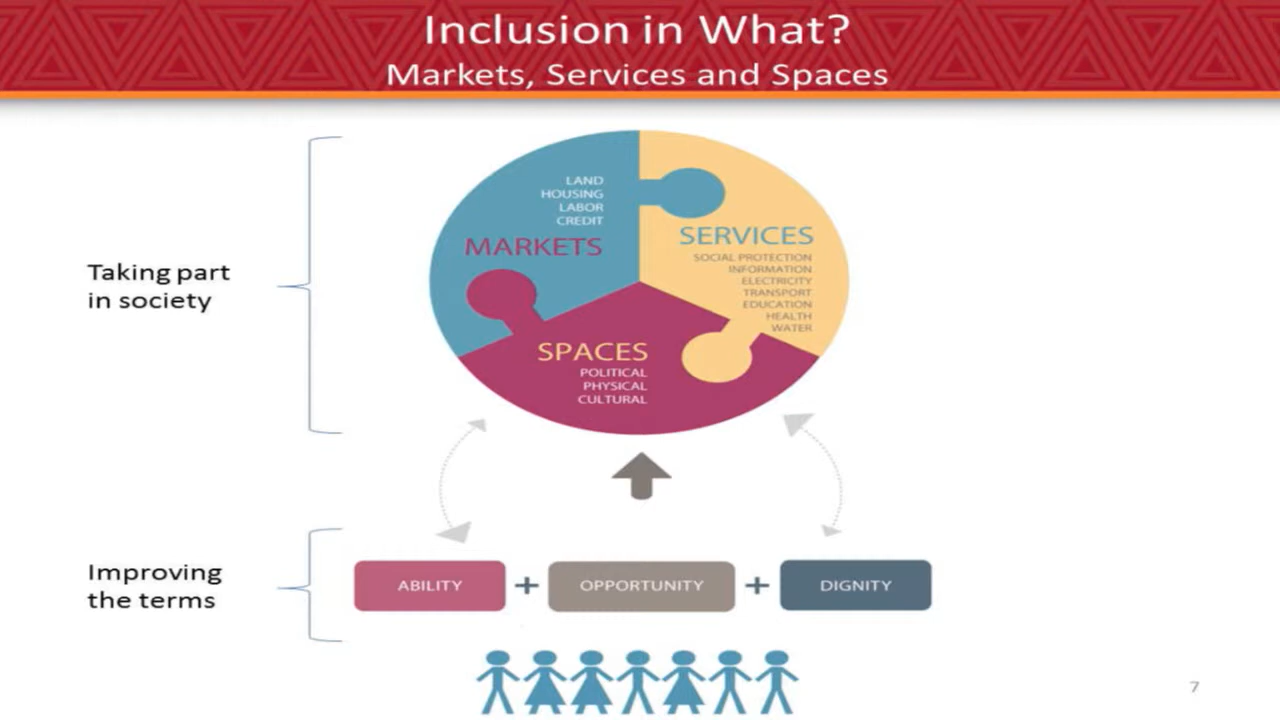 Inclusion in What?
Markets, Services and Spaces
Taking part
in society
LAND
HOUSING
LABOR
CREDIT
MARKETS
SERVICES
SOCIAL PROTECTION
INFORMATION
ELECTRICITY
TRANSPORT
EDUCATION
HEALTH
WATER
SPACES
POLITICAL
PHYSICAL
CULTURAL
Improving
the terms
ABILITY + OPPORTUNITY + DIGNITY
7